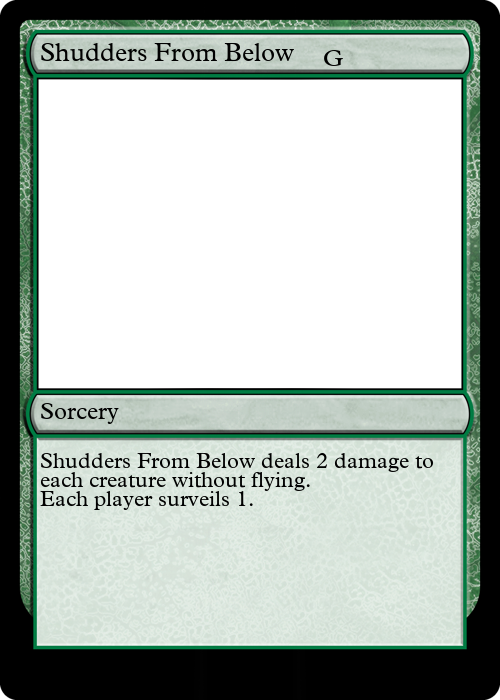 Shudders From Below G
Sorcery
Shudders From Below deals 2 damage to
each creature without flying.
Each player surveils 1.